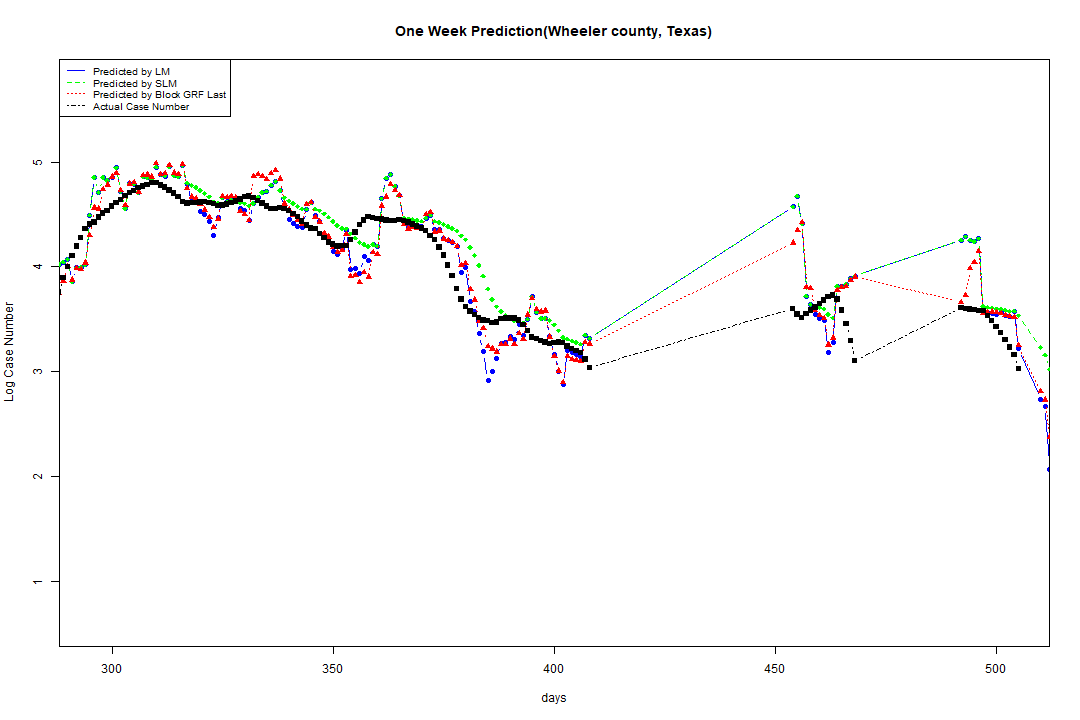 One Week Prediction(Wheeler county, Texas)
Predicted by LM
Predicted by SLM
Predicted by Block GRF Last
Actual Case Number
5
4
3
2
1
Log Case Number
300 350 400 450 500
days